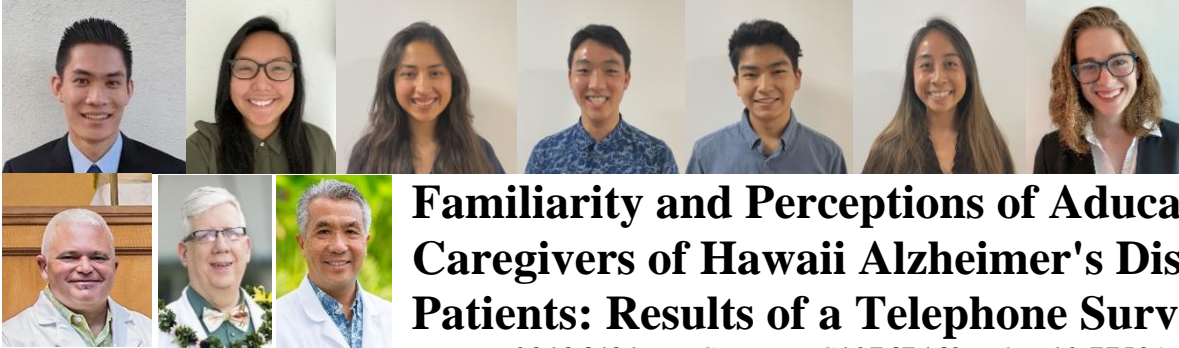 Familiarity and Perceptions of Aduca
Caregivers of Hawaii Alzheimer's Dis
Patients: Results of a Telephone Surv